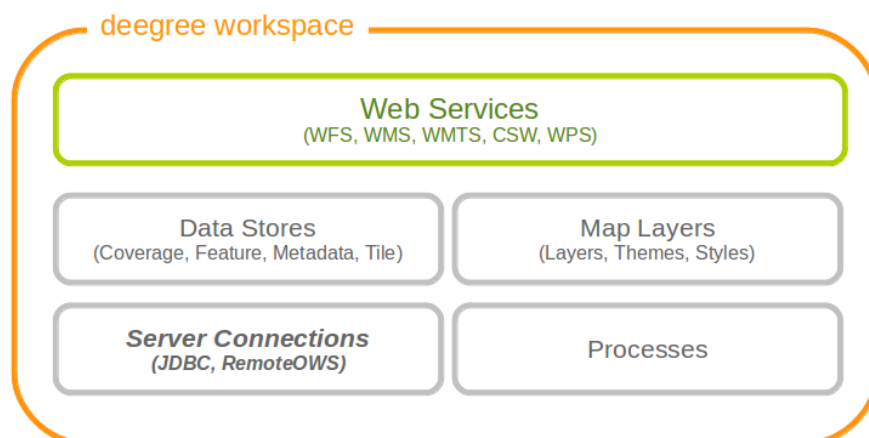 deegree workspace
Web Services
(WFS, WMS, WMTS, CSW, WPS)
Data Stores
(Coverage, Feature, Metadata, Tile)
Map Layers
(Layers, Themes, Styles)
Server Connections
(JDBC, RemoteOWS)
Processes